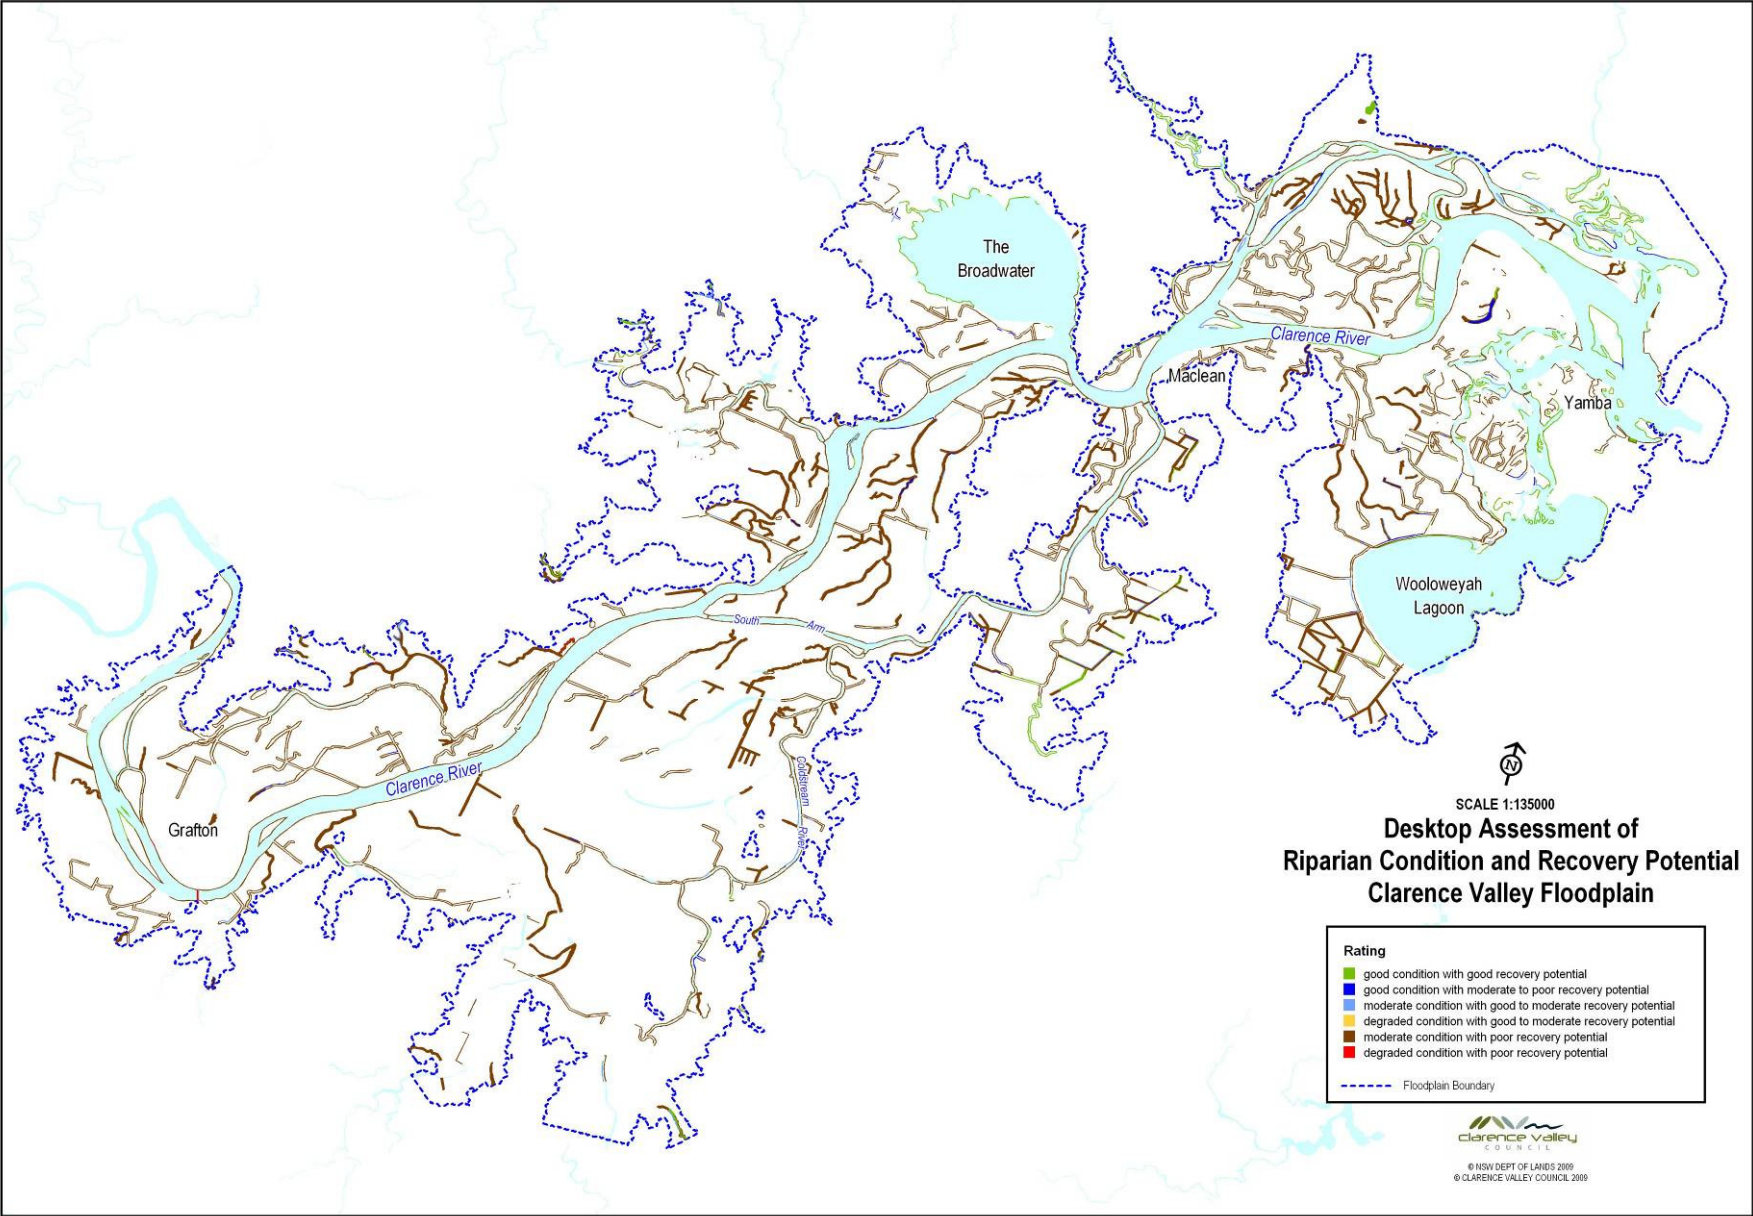 The
Broadwater
Clarence River
Maclean
Yamba
Wooloweyah
Lagoon
South Arm
Clarence River
Coldstream River
Grafton
N
SCALE 1:135000
Desktop Assessment of
Riparian Condition and Recovery Potential
Clarence Valley Floodplain
Rating
good condition with good recovery potential
good condition with moderate to poor recovery potential
moderate condition with good to moderate recovery potential
degraded condition with good to moderate recovery potential
moderate condition with poor recovery potential
degraded condition with poor recovery potential
Floodplain Boundary
clarence valley
COUNCIL
© NSW DEPT OF LANDS 2009
© CLARENCE VALLEY COUNCIL 2009